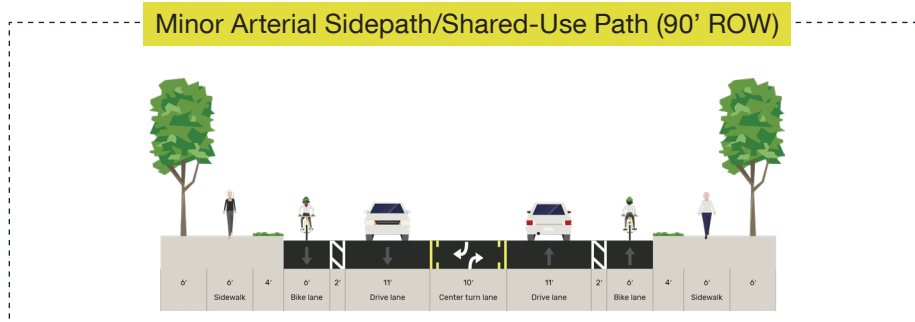 Minor Arterial Sidepath/Shared-Use Path (90’ ROW)
6’ 6’ 4’ 6’ 2’ 11’ 10’ 11’ 2’ 6’ 4’ 6’ 6’
Sidewalk Bike lane Drive lane Center turn lane Drive lane Bike lane Sidewalk